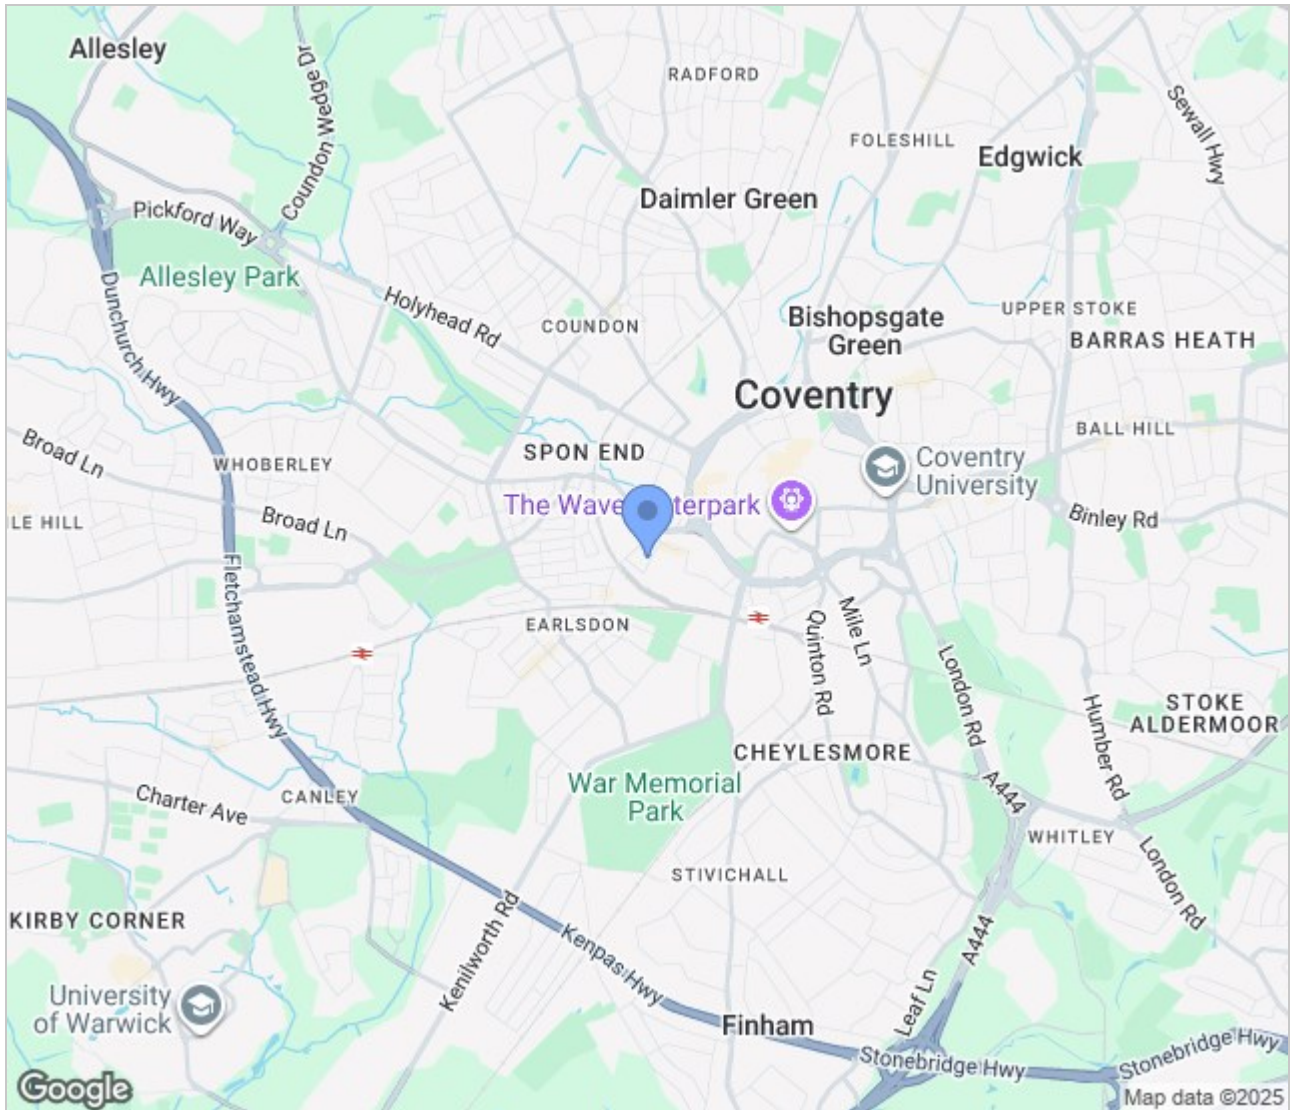 Allesley
Coundon Wedge Dr
RADFORD
Sewall Hwy
FOLESHILL
Edgwick
Daimler Green
Pickford Way
Allesley Park
Dunchurch Hwy
Holyhead Rd
COUNDON
Bishopsgate
Green
UPPER STOKE
BARRAS HEATH
Coventry
BALL HILL
Broad Ln
WHOBERLEY
SPON END
Coventry
University
The Wave
terpark
ILE HILL
Broad Ln
Binley Rd
Fletchamstead Hwy
EARLSDON
Quinton Rd
Mile Ln
London Rd
STOKE
ALDERMOOR
Humber Rd
CHEYLESMORE
War Memorial
Park
A444
Charter Ave
CANLEY
WHITLEY
London Rd
STIVICHALL
KIRBY CORNER
Kenilworth Rd
Kenpas Hwy
A444
University
of Warwick
Leaf Ln
Finham
Stonebridge Hwy
Stonebridge Hwy
Google
Map data ©2025